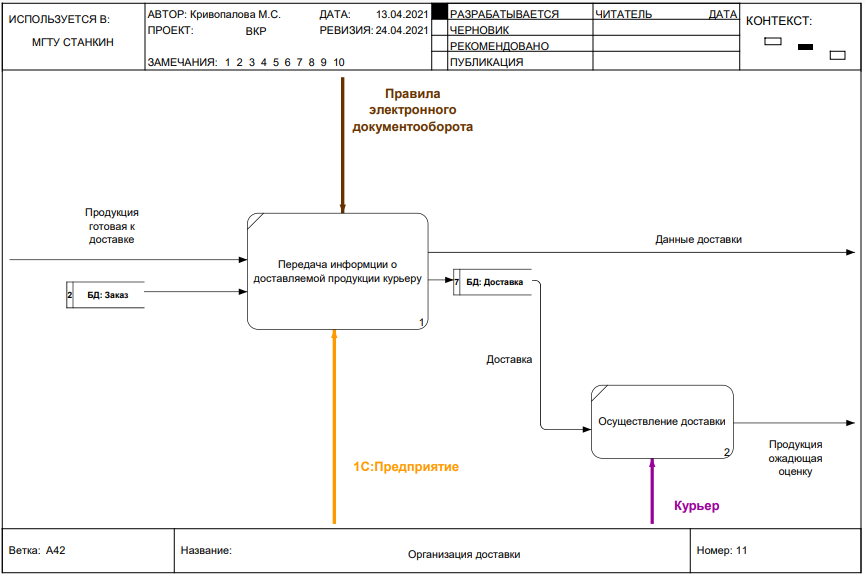 ИСПОЛЬЗУЕТСЯ В:
МГТУ СТАНКИН
АВТОР: Кривопалова М.С.
ДАТА: 13.04.2021
ПРОЕКТ: ВКР
РЕВИЗИЯ: 24.04.2021
ЗАМЕЧАНИЯ: 1 2 3 4 5 6 7 8 9 10
РАЗРАБАТЫВАЕТСЯ
ЧЕРНОВИК
РЕКОМЕНДОВАНО
ПУБЛИКАЦИЯ
ЧИТАТЕЛЬ ДАТА
КОНТЕКСТ:
Правила
электронного
документооборота
Продукция
готовая к
доставке
Передача информции о
доставляемой продукции курьеру
1
Данные доставки
2 БД: Заказ
7 БД: Доставка
Доставка
Осуществление доставки
2
Продукция
ожадющая
оценку
1С:Предприятие
Курьер
Ветка: A42
Название:
Организация доставки
Номер: 11